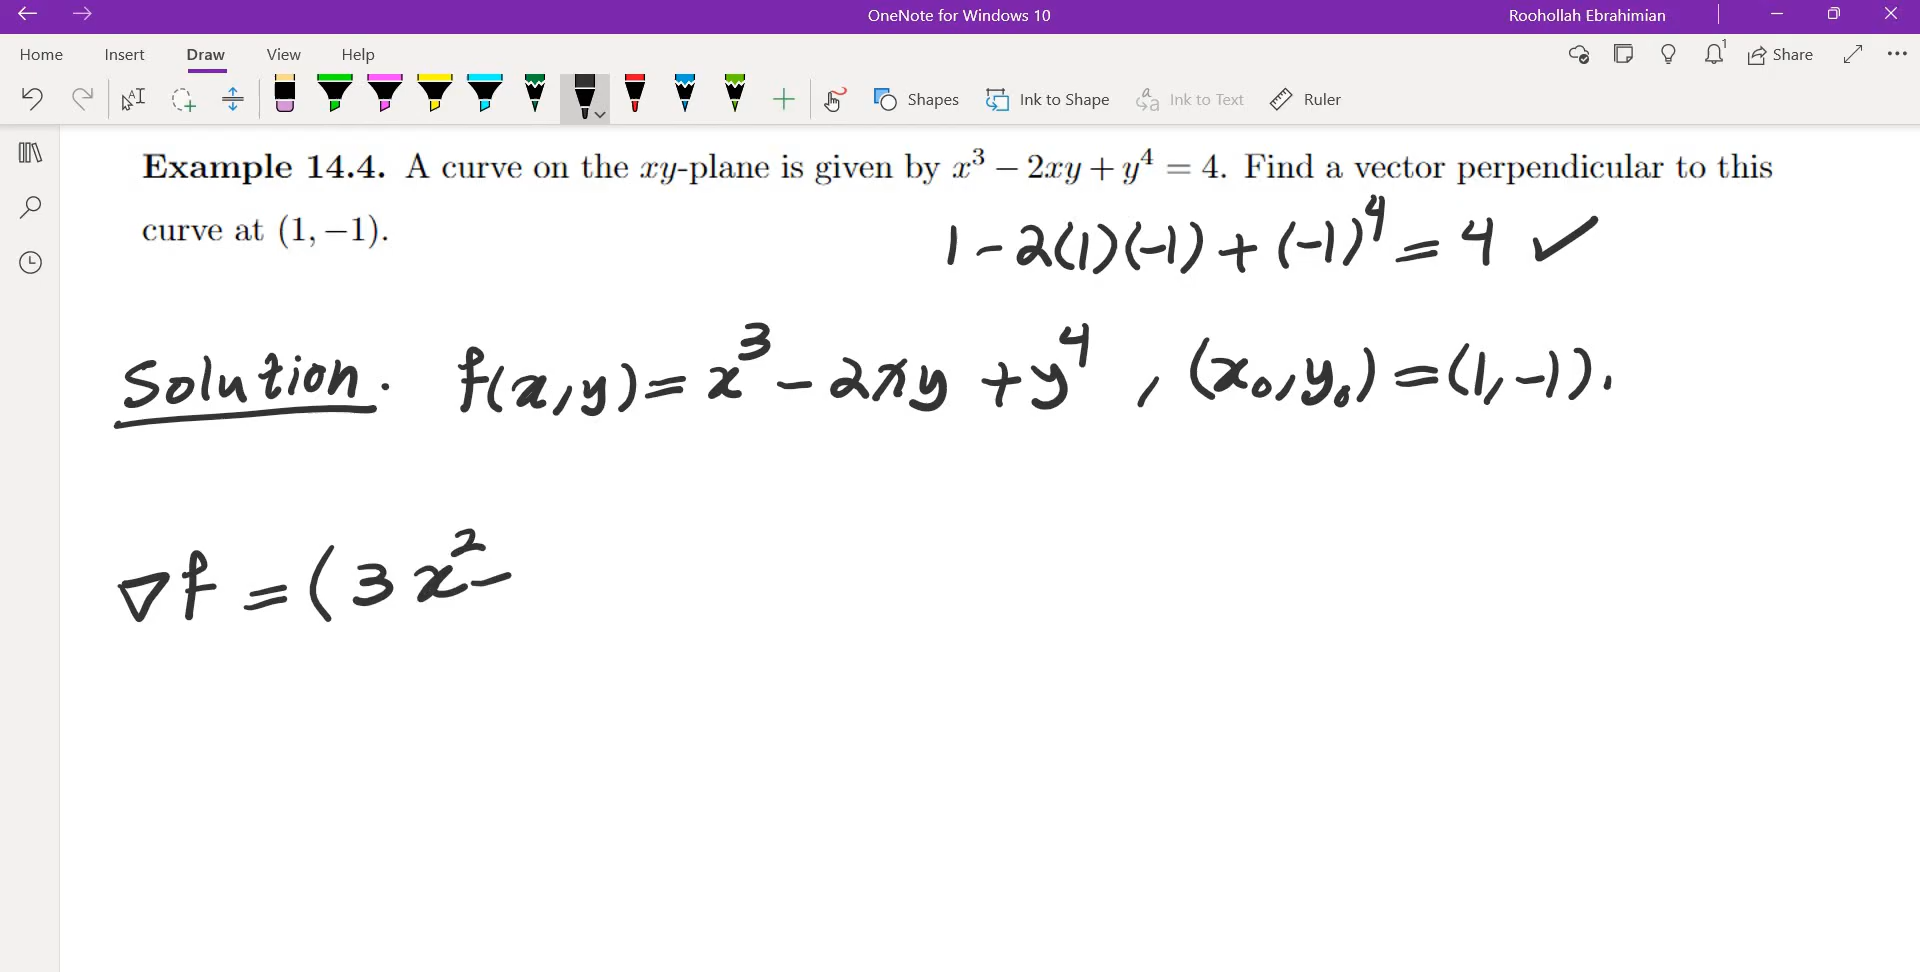 OneNote for Windows 10
Roohollah Ebrahimian
Home Insert Draw View Help
1 Share
Shapes Ink to Shape Ink to Text Ruler
Example 14.4. A curve on the xy-plane is given by x³ − 2xy + y⁴ = 4. Find a vector perpendicular to this
curve at (1, −1).
1 − 2(1)(−1) + (−1)⁴ = 4 ✓
Solution. f(x,y) = x³ − 2xy + y⁴ , (x₀,y₀) = (1,−1).
∇f = (3x² −